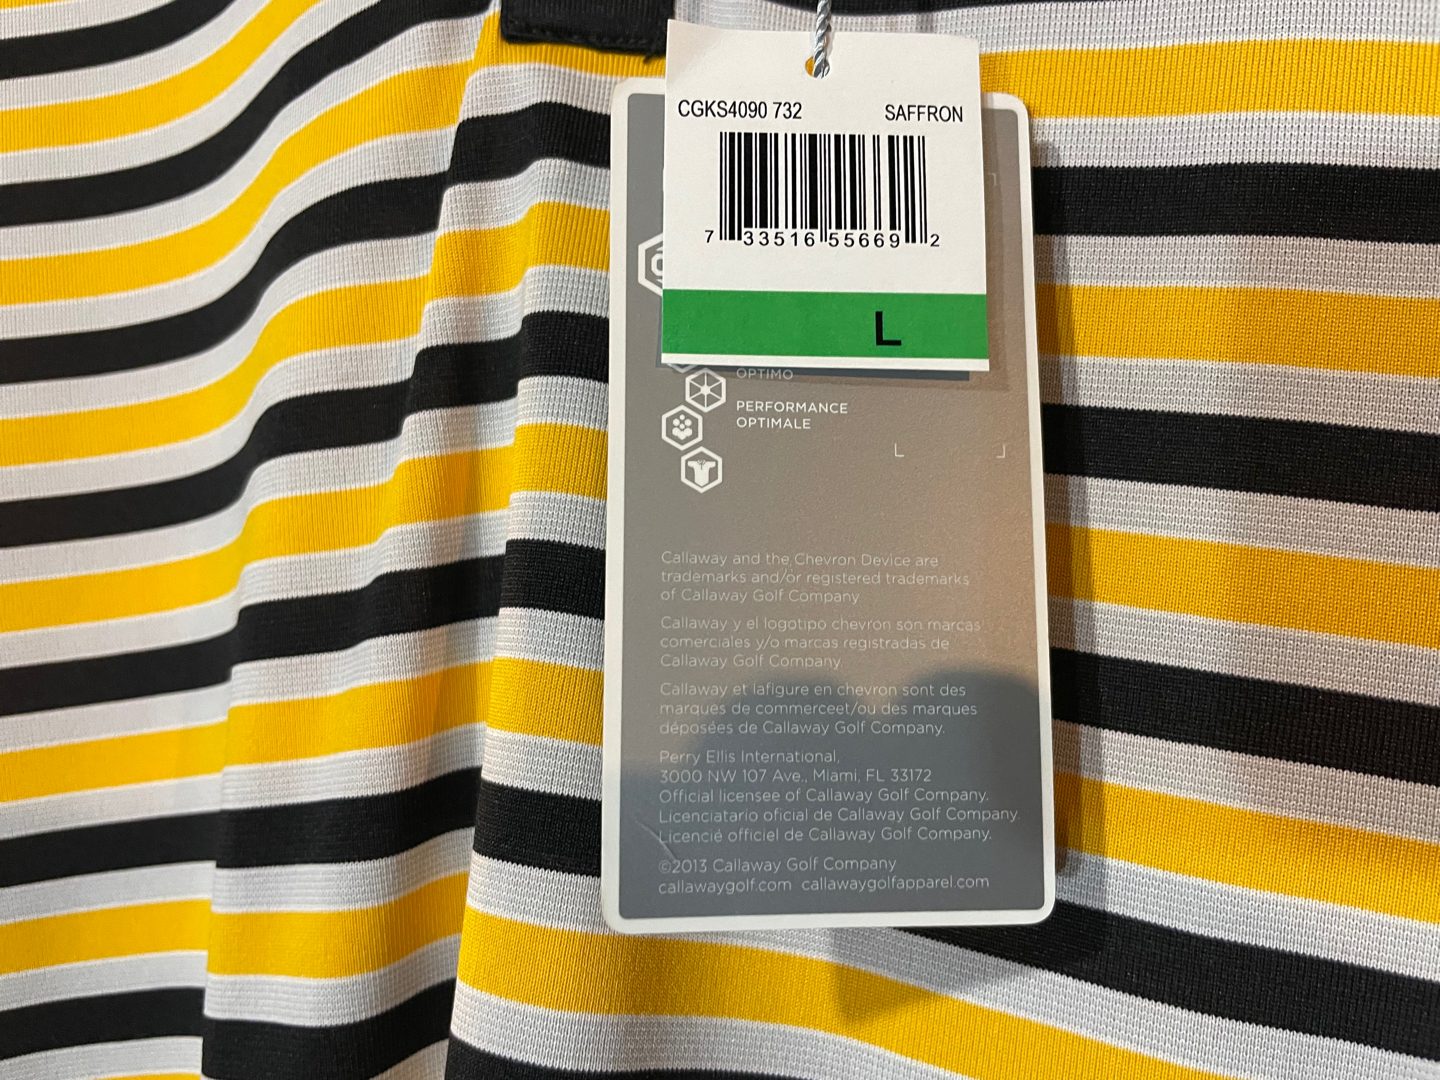 CGKS4090 732 SAFFRON
7 33516 55669 2
L
OPTIMO
PERFORMANCE
OPTIMALE
Callaway and the Chevron Device are
trademarks and/or registered trademarks
of Callaway Golf Company
Callaway y el logotipo chevron son marcas
comerciales y/o marcas registradas de
Callaway Golf Company
Callaway et lafigure en chevron sont des
marques de commerceet/ou des marques
déposées de Callaway Golf Company.
Perry Ellis International,
3000 NW 107 Ave., Miami, FL 33172
Official licensee of Callaway Golf Company.
Licenciatario oficial de Callaway Golf Company.
Licencié officiel de Callaway Golf Company.
©2013 Callaway Golf Company
callawaygolf.com callawaygolfapparel.com